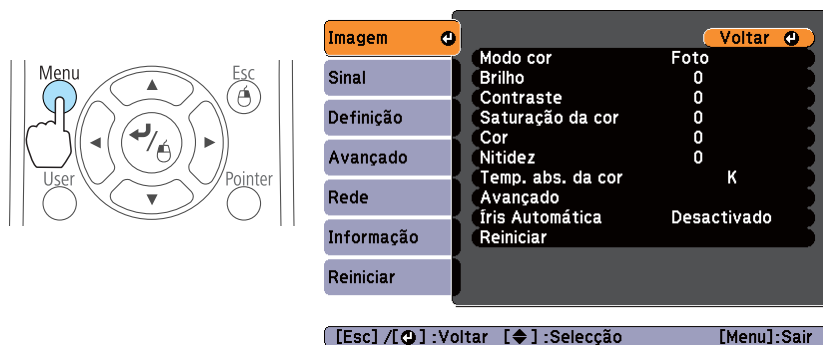 Menu
Esc
User
Pointer
Imagem
Sinal
Definição
Avançado
Rede
Informação
Reiniciar
Voltar
Modo cor Foto
Brilho 0
Contraste 0
Saturação da cor 0
Cor 0
Nitidez 0
Temp. abs. da cor K
Avançado
Íris Automática Desactivado
Reiniciar
[Esc] /[ ] :Voltar [ ] :Selecção [Menu]:Sair